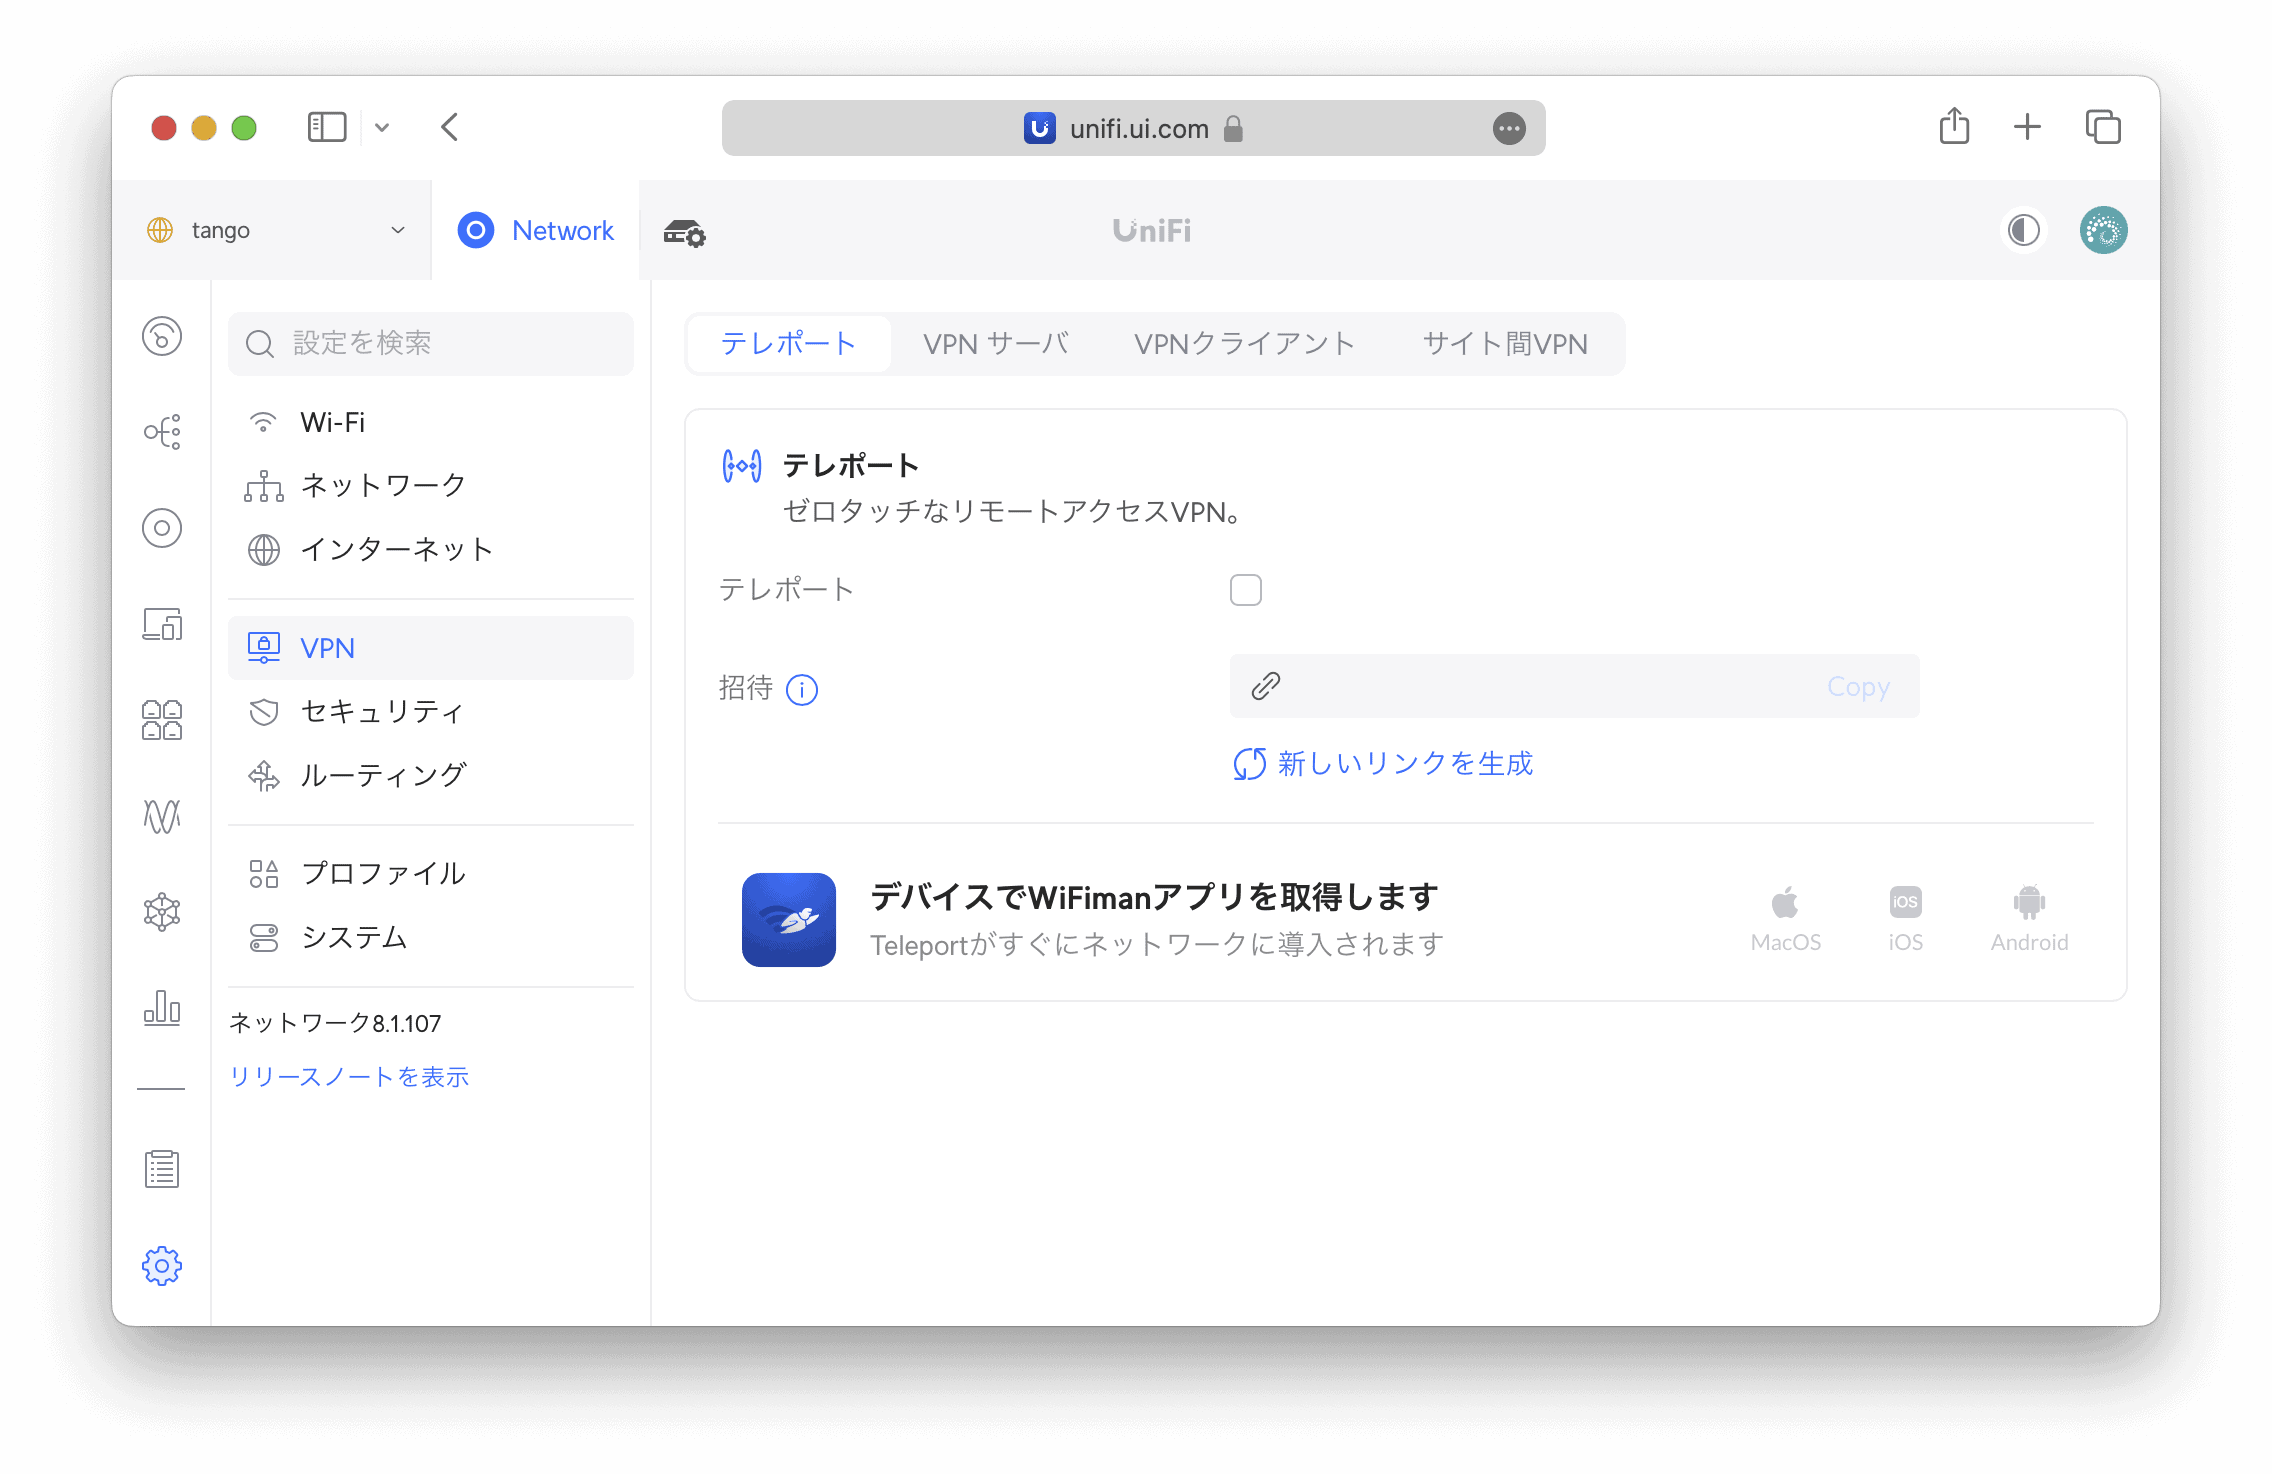 unifi.ui.com
tango
Network
UniFi
設定を検索
Wi-Fi
ネットワーク
インターネット
VPN
セキュリティ
ルーティング
プロファイル
システム
ネットワーク8.1.107
リリースノートを表示
テレポート
VPN サーバ
VPNクライアント
サイト間VPN
テレポート
ゼロタッチなリモートアクセスVPN。
テレポート
招待
Copy
新しいリンクを生成
デバイスでWiFimanアプリを取得します
Teleportがすぐにネットワークに導入されます
MacOS
iOS
iOS
Android